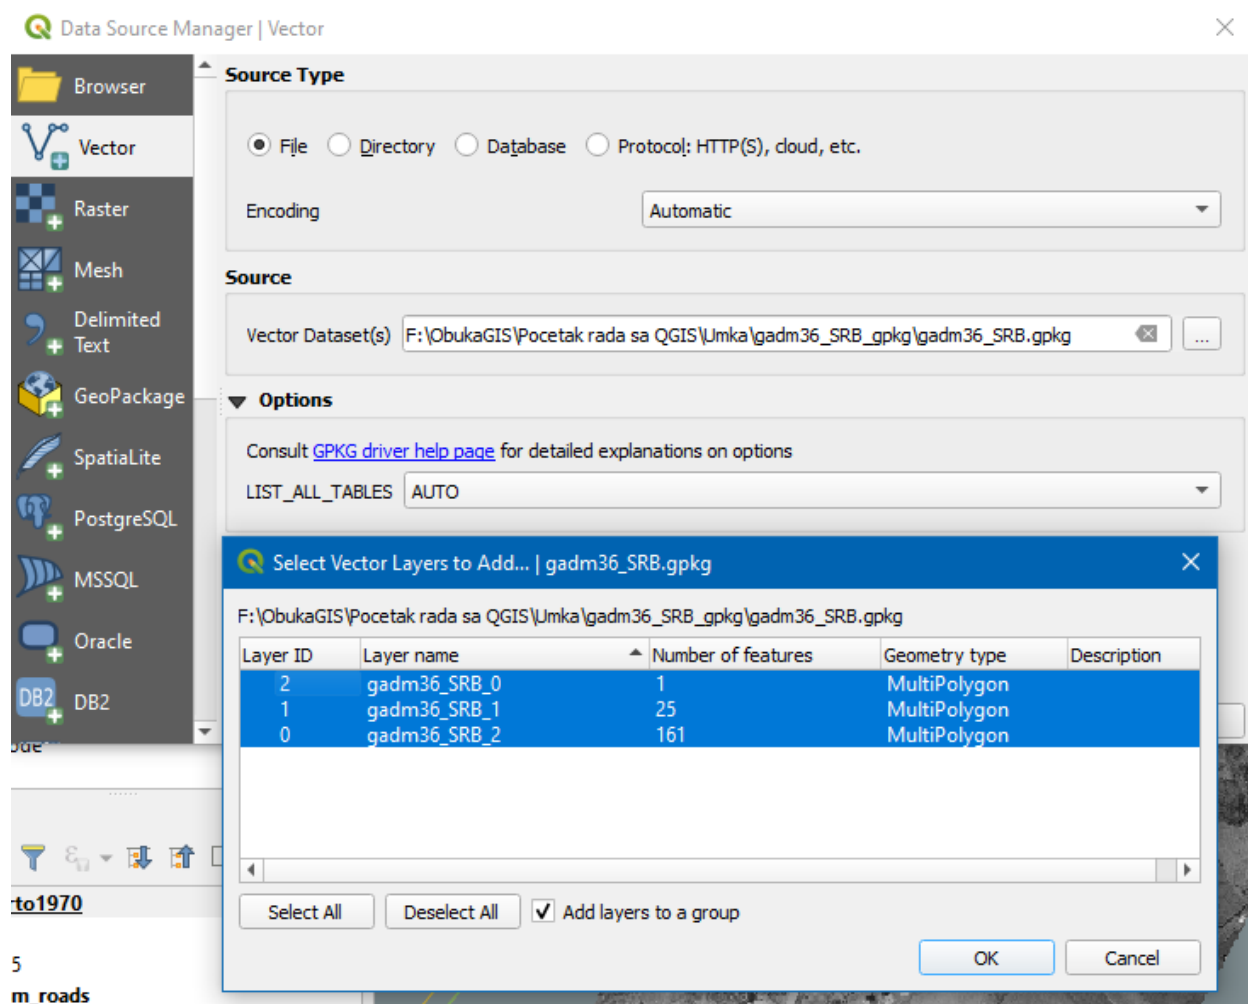 Data Source Manager | Vector
Browser
Vector
Raster
Mesh
Delimited
Text
GeoPackage
SpatiaLite
PostgreSQL
MSSQL
Oracle
DB2 DB2
Source Type
File Directory Database Protocol: HTTP(S), cloud, etc.
Encoding Automatic
Source
Vector Dataset(s) F:\ObukaGIS\Pocetak rada sa QGIS\Umka\gadm36_SRB_gpkg\gadm36_SRB.gpkg ...
Options
Consult GPKG driver help page for detailed explanations on options
LIST_ALL_TABLES AUTO
Select Vector Layers to Add... | gadm36_SRB.gpkg
F:\ObukaGIS\Pocetak rada sa QGIS\Umka\gadm36_SRB_gpkg\gadm36_SRB.gpkg
Layer ID Layer name Number of features Geometry type Description
2 gadm36_SRB_0 1 MultiPolygon
1 gadm36_SRB_1 25 MultiPolygon
0 gadm36_SRB_2 161 MultiPolygon
Select All Deselect All Add layers to a group
OK Cancel
rto1970
5
m_roads